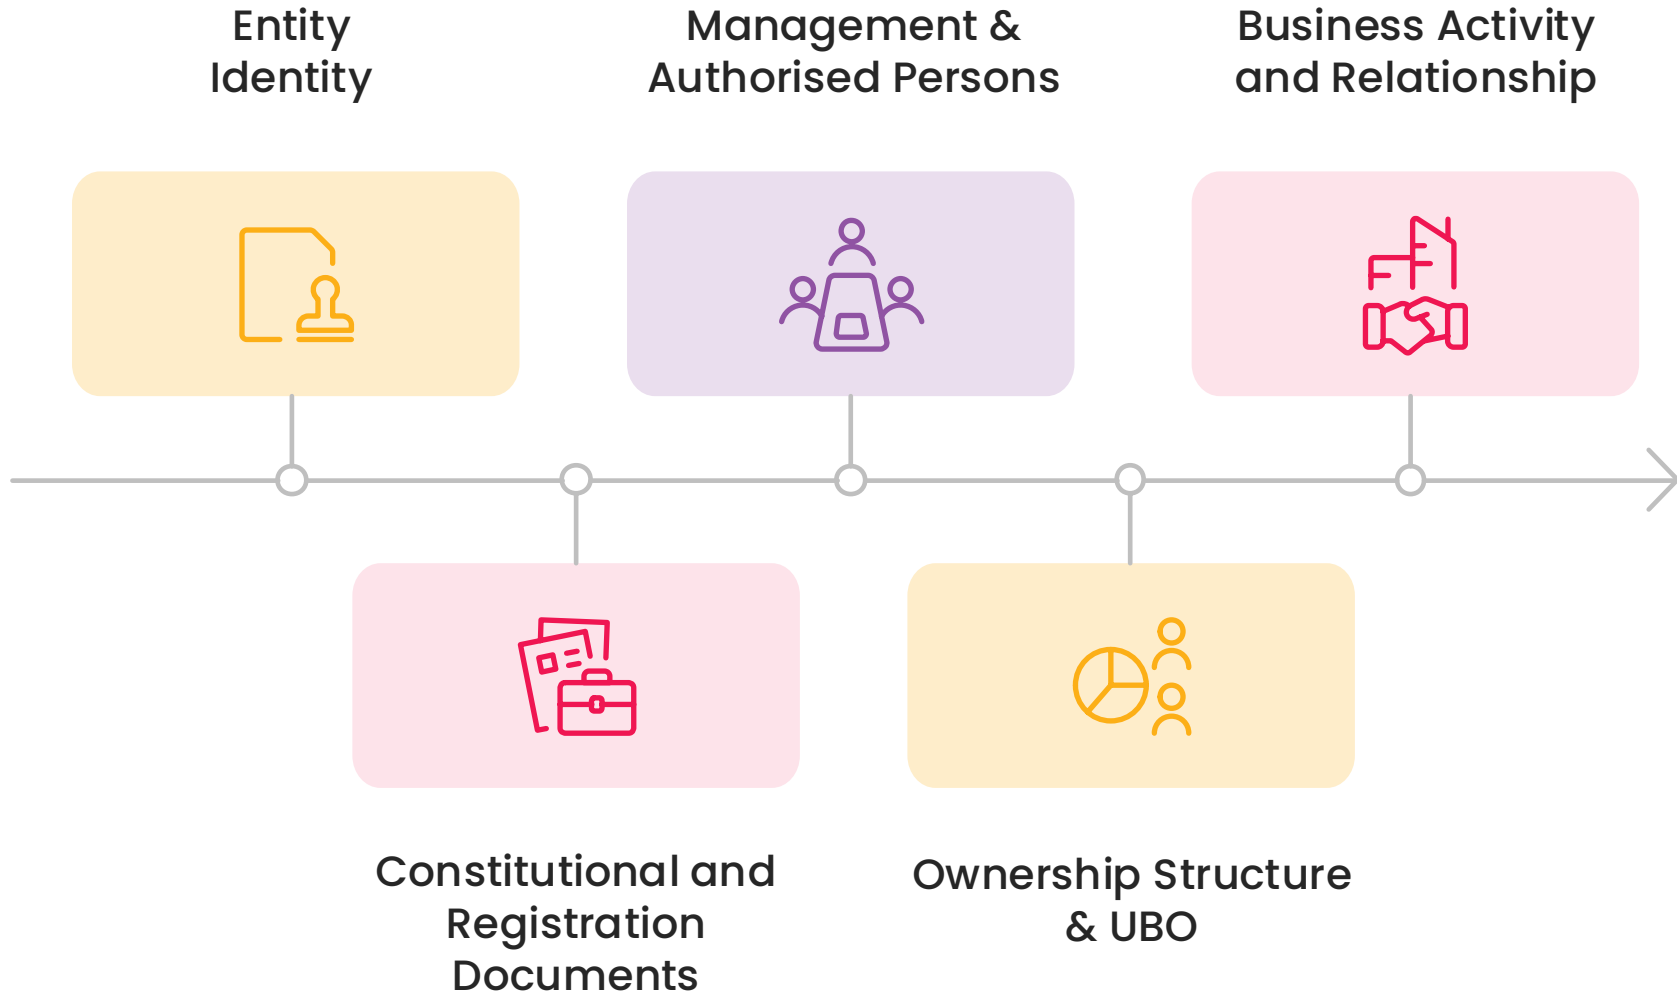 Entity
Identity
Management &
Authorised Persons
Business Activity
and Relationship
Constitutional and
Registration
Documents
Ownership Structure
& UBO